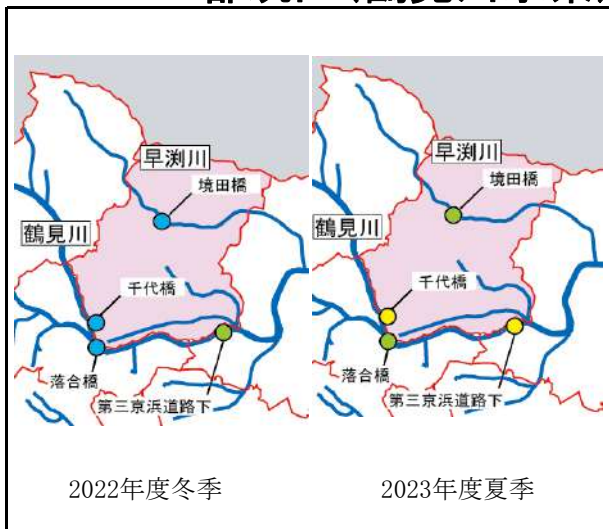 早渕川
境田橋
鶴見川
千代橋
落合橋
第三京浜道路下
2022年度冬季
早渕川
境田橋
鶴見川
千代橋
落合橋
第三京浜道路下
2023年度夏季